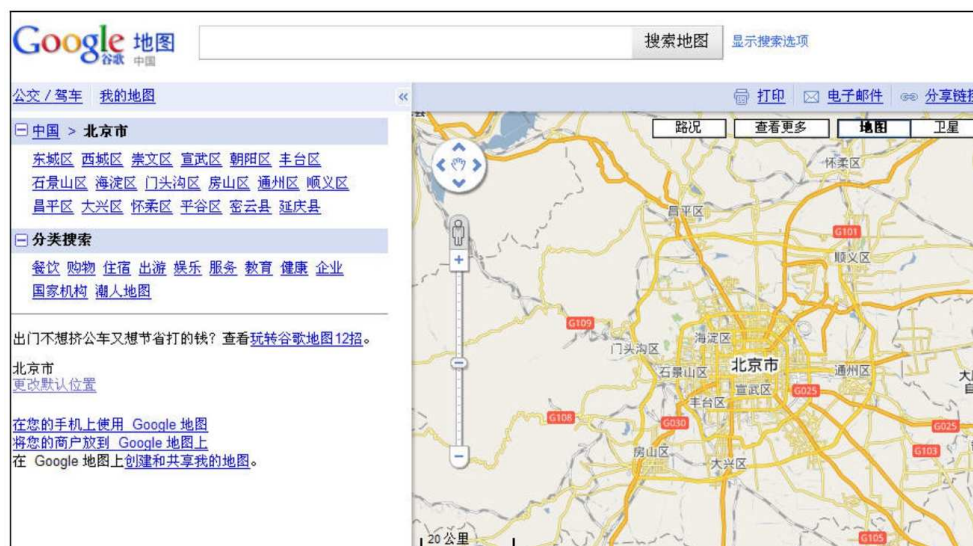 Google 地图
谷歌 中国
搜索地图 显示搜索选项
公交 / 驾车 我的地图 «
打印 电子邮件 分享链接
中国 > 北京市
东城区 西城区 崇文区 宣武区 朝阳区 丰台区
石景山区 海淀区 门头沟区 房山区 通州区 顺义区
昌平区 大兴区 怀柔区 平谷区 密云县 延庆县
分类搜索
餐饮 购物 住宿 出游 娱乐 服务 教育 健康 企业
国家机构 潮人地图
出门不想挤公车又想节省打的钱? 查看玩转谷歌地图12招。
北京市
更改默认位置
在您的手机上使用 Google 地图
将您的商户放到 Google 地图上
在 Google 地图上创建和共享我的地图。
路况 查看更多 地图 卫星
怀柔区
昌平区
G101
顺义区
G109
海淀区
门头沟区
北京市
石景山区
通州区
宣武区
G025
丰台区
G108
G030
G025
房山区
G103
大兴区
20 公里
G105